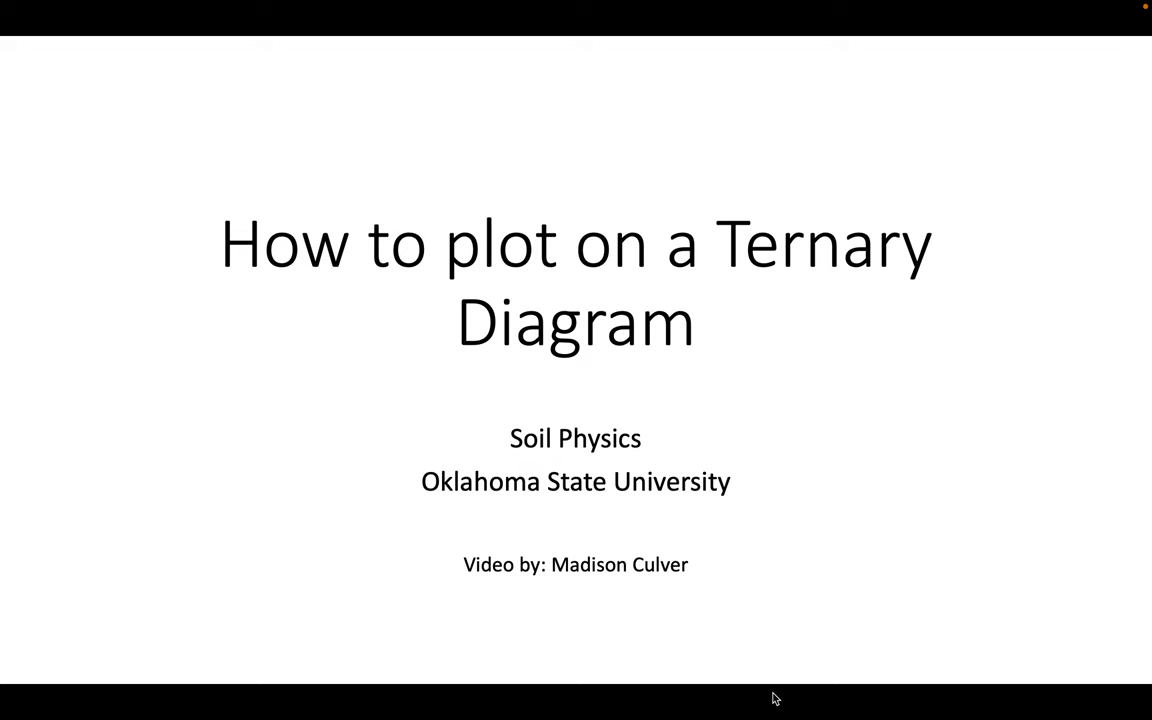 How to plot on a Ternary
Diagram
Soil Physics
Oklahoma State University
Video by: Madison Culver